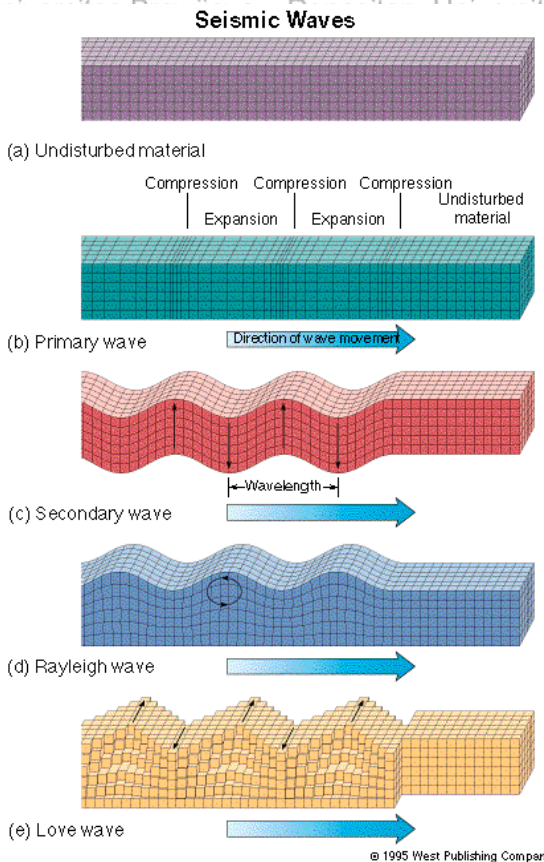 Seismic Waves
(a) Undisturbed material
Compression Compression Compression
Expansion Expansion Undisturbed
material
Direction of wave movement
(b) Primary wave
Wavelength
(c) Secondary wave
(d) Rayleigh wave
(e) Love wave
© 1995 West Publishing